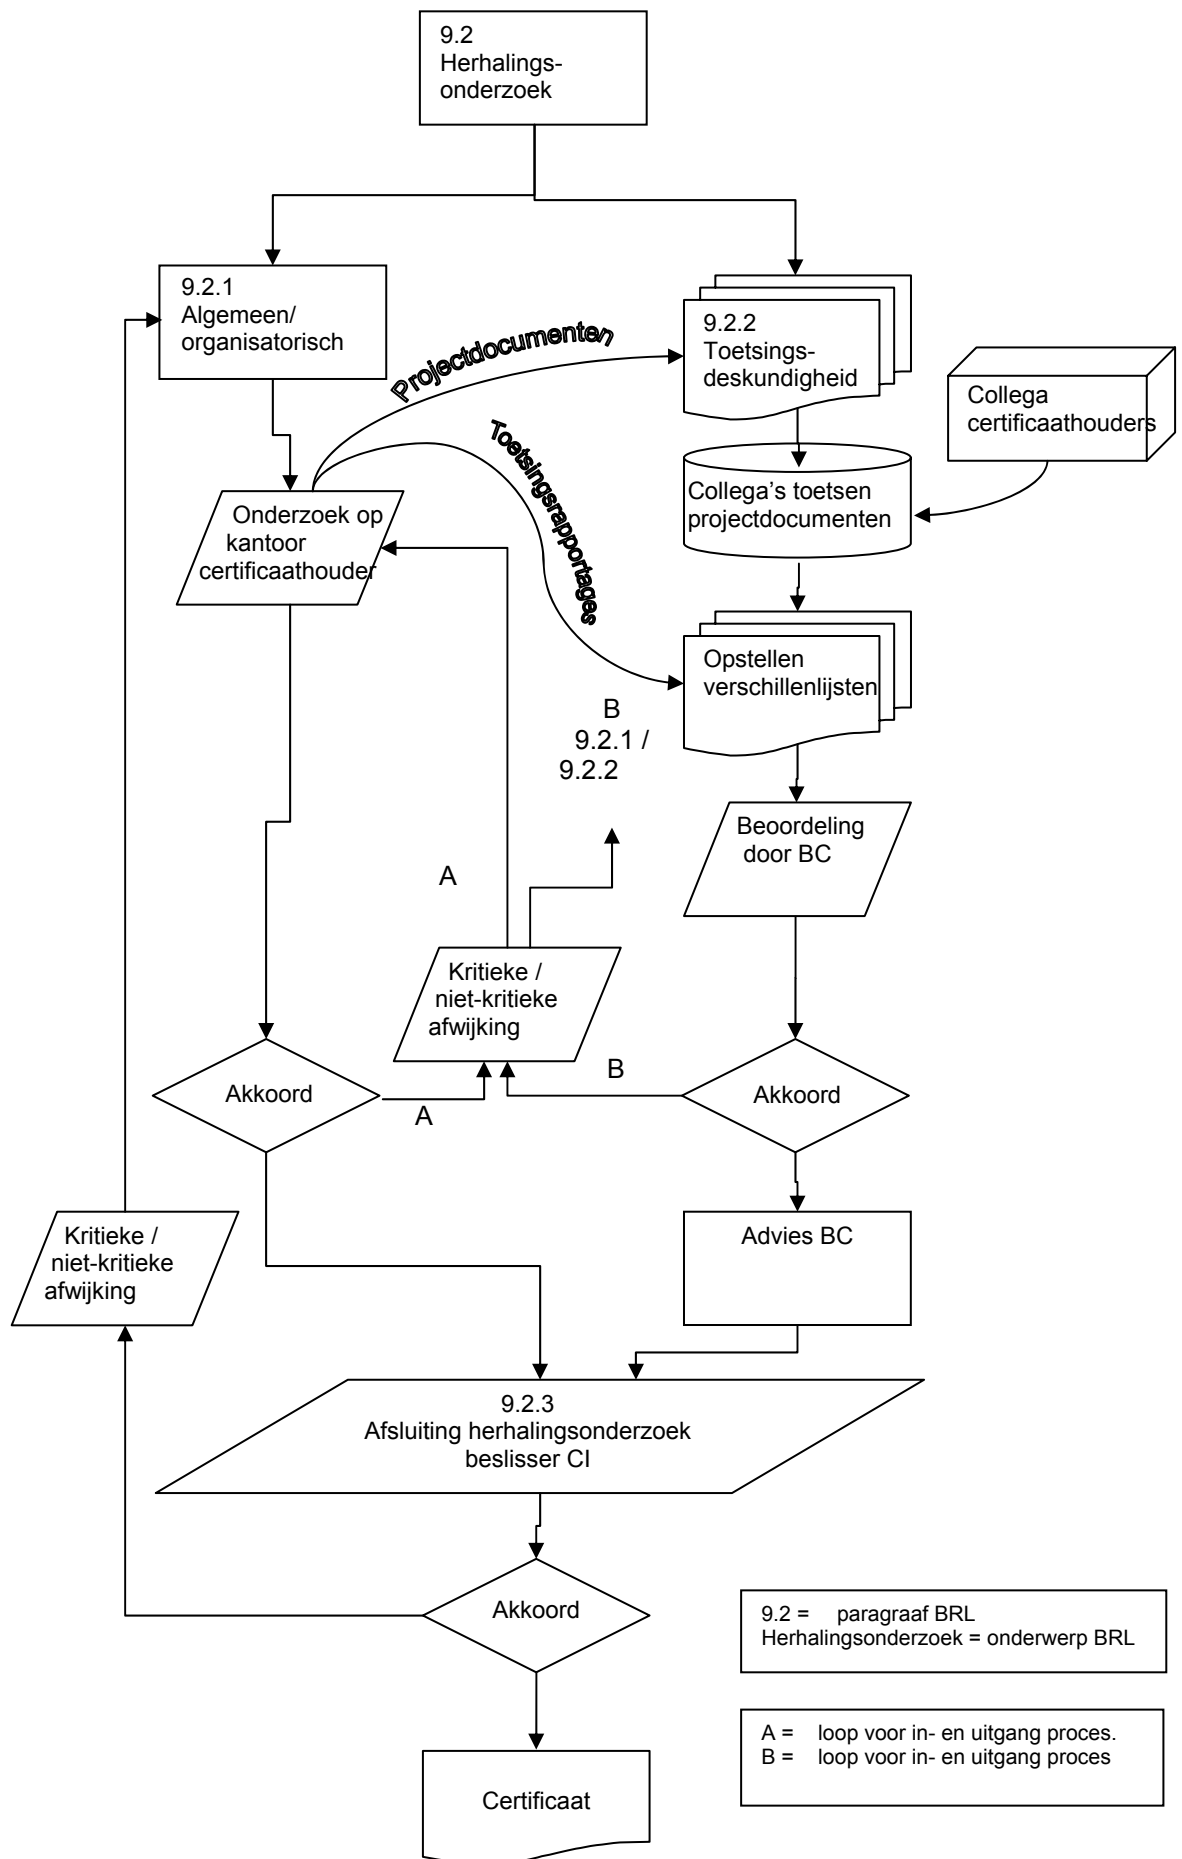 9.2
Herhalings-
onderzoek
9.2.1
Algemeen/
organisatorisch
Projectdocumenten
9.2.2
Toetsings-
deskundigheid
Collega
certificaathouders
Toetsingsrapportages
Collega's toetsen
projectdocumenten
Onderzoek op
kantoor
certificaathouder
Opstellen
verschillenlijsten
B
9.2.1 /
9.2.2
Beoordeling
door BC
A
Kritieke /
niet-kritieke
afwijking
B
Akkoord
A
Akkoord
Kritieke /
niet-kritieke
afwijking
Advies BC
9.2.3
Afsluiting herhalingsonderzoek
beslisser CI
Akkoord
9.2 = paragraaf BRL
Herhalingsonderzoek = onderwerp BRL
A = loop voor in- en uitgang proces.
B = loop voor in- en uitgang proces
Certificaat